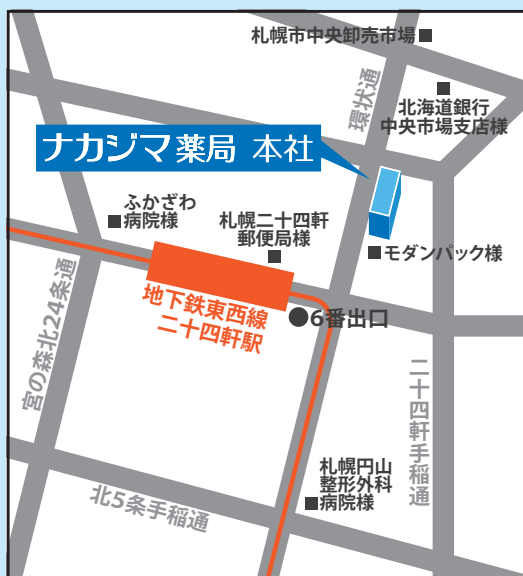 札幌市中央卸売市場
環状通
北海道銀行
中央市場支店様
ナカジマ薬局 本社
ふかざわ
病院様
札幌二十四軒
郵便局様
モダンパック様
地下鉄東西線
二十四軒駅
6番出口
宮の森北24条通
二十四軒手稲通
札幌円山
整形外科
病院様
北5条手稲通